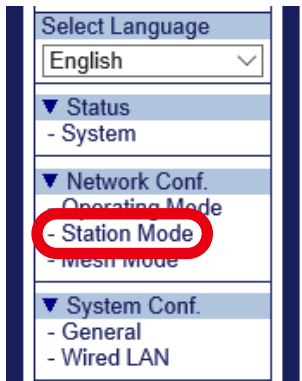 Select Language
English
▼ Status
- System
▼ Network Conf.
- Operating Mode
- Station Mode
- Mesh Mode
▼ System Conf.
- General
- Wired LAN